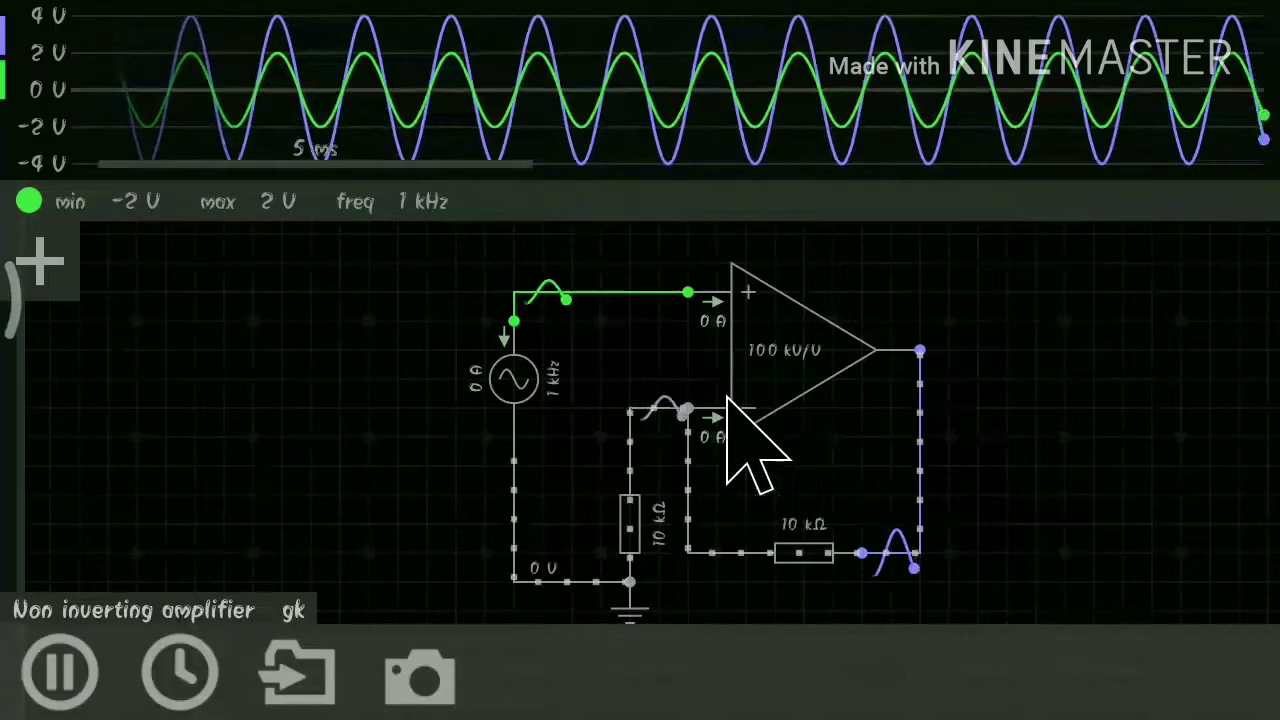 4 V
2 V
0 V
-2 V
-4 V
5 ms
Made with KINEMASTER
min -2 V max 2 V freq 1 kHz
+
0 A
100 kV/V
0 A
1 kHz
−
0 A
10 kΩ
10 kΩ
0 V
Non inverting amplifier gk